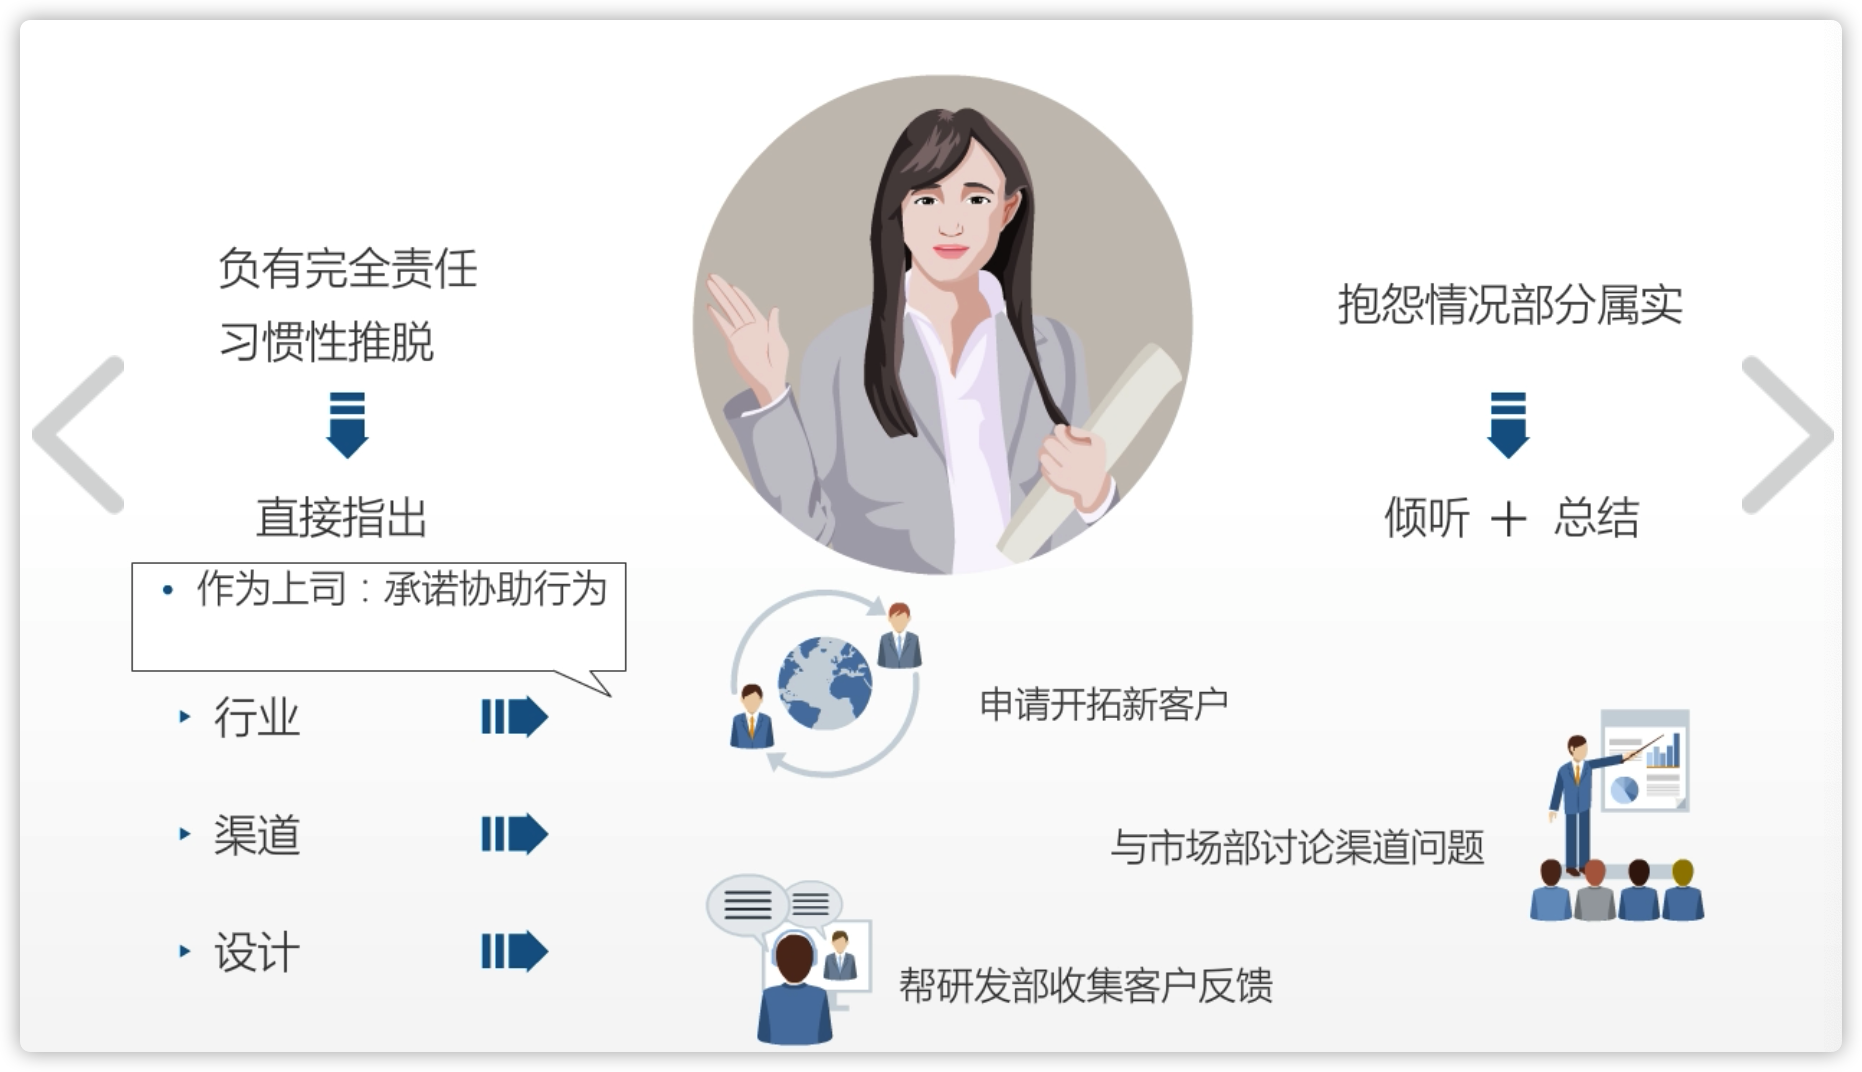 负有完全责任
习惯性推脱
直接指出
• 作为上司：承诺协助行为
抱怨情况部分属实
倾听 + 总结
‣ 行业
申请开拓新客户
‣ 渠道
与市场部讨论渠道问题
‣ 设计
帮研发部收集客户反馈